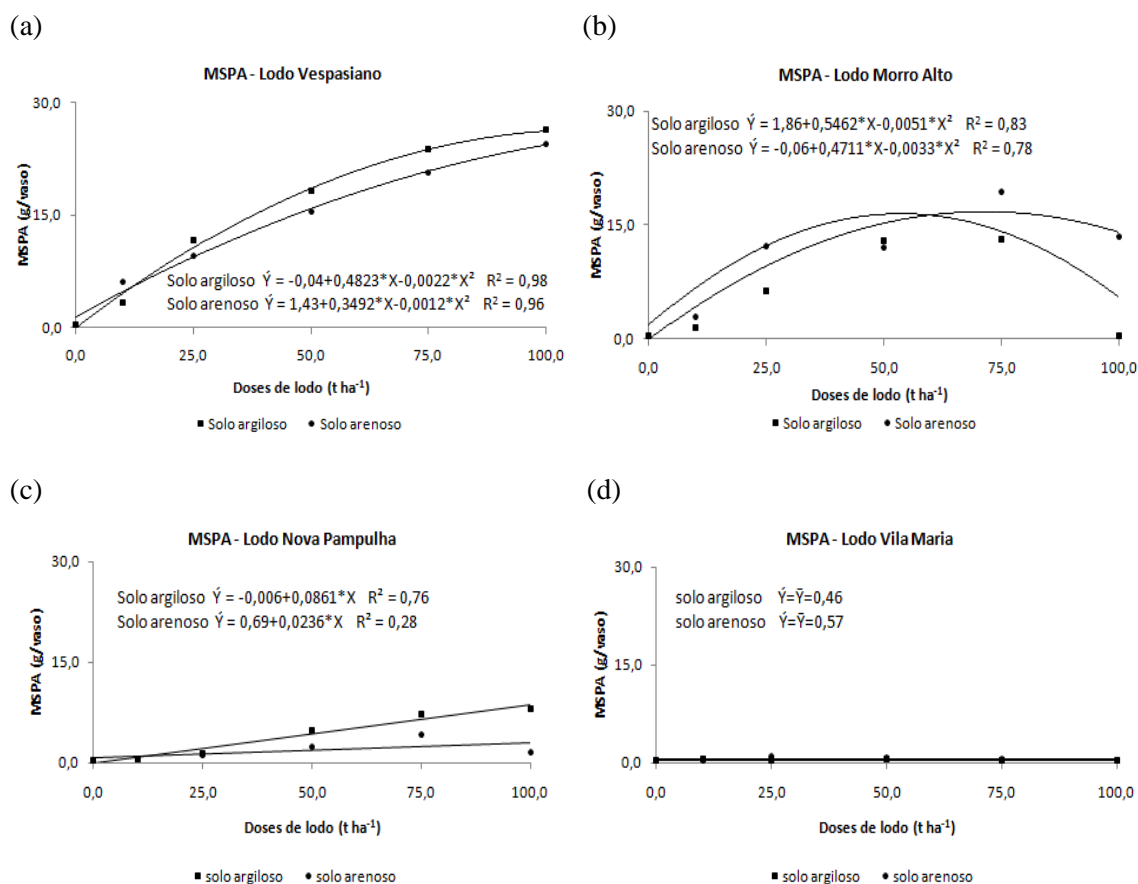 (a)
MSPA - Lodo Vespasiano
30,0
15,0
0,0
MSPA (g/vaso)
Solo argiloso Ý = -0,04+0,4823*X-0,0022*X² R² = 0,98
Solo arenoso Ý = 1,43+0,3492*X-0,0012*X² R² = 0,96
0,0 25,0 50,0 75,0 100,0
Doses de lodo (t ha⁻¹)
■ Solo argiloso ● Solo arenoso
(b)
MSPA - Lodo Morro Alto
30,0
15,0
0,0
MSPA (g/vaso)
Solo argiloso Ý = 1,86+0,5462*X-0,0051*X² R² = 0,83
Solo arenoso Ý = -0,06+0,4711*X-0,0033*X² R² = 0,78
0,0 25,0 50,0 75,0 100,0
Doses de lodo (t ha⁻¹)
■ Solo argiloso ● Solo arenoso
(c)
MSPA - Lodo Nova Pampulha
30,0
15,0
0,0
MSPA (g/vaso)
Solo argiloso Ý = -0,006+0,0861*X R² = 0,76
Solo arenoso Ý = 0,69+0,0236*X R² = 0,28
0,0 25,0 50,0 75,0 100,0
Doses de lodo (t ha⁻¹)
■ solo argiloso ● solo arenoso
(d)
MSPA - Lodo Vila Maria
30,0
15,0
0,0
MSPA (g/vaso)
solo argiloso Ý=Ȳ=0,46
solo arenoso Ý=Ȳ=0,57
0,0 25,0 50,0 75,0 100,0
Doses de lodo (t ha⁻¹)
■ solo argiloso ● solo arenoso